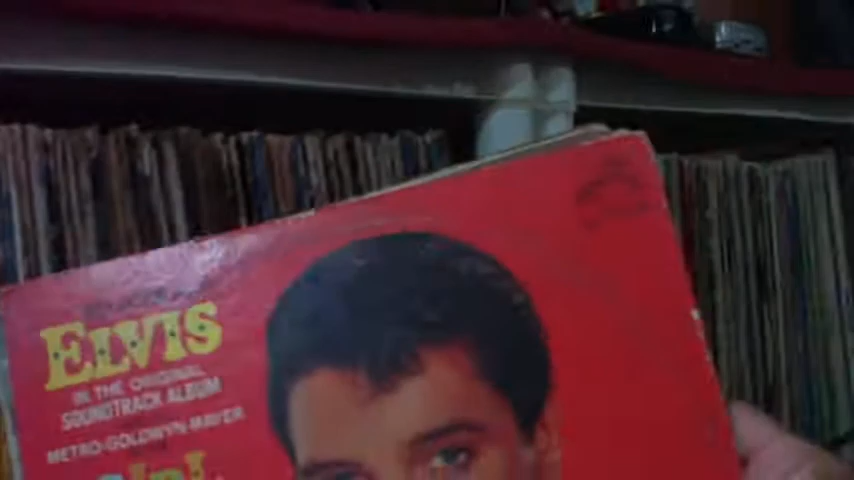 ELVIS
IN THE ORIGINAL
SOUNDTRACK ALBUM
METRO-GOLDWYN-MAYER